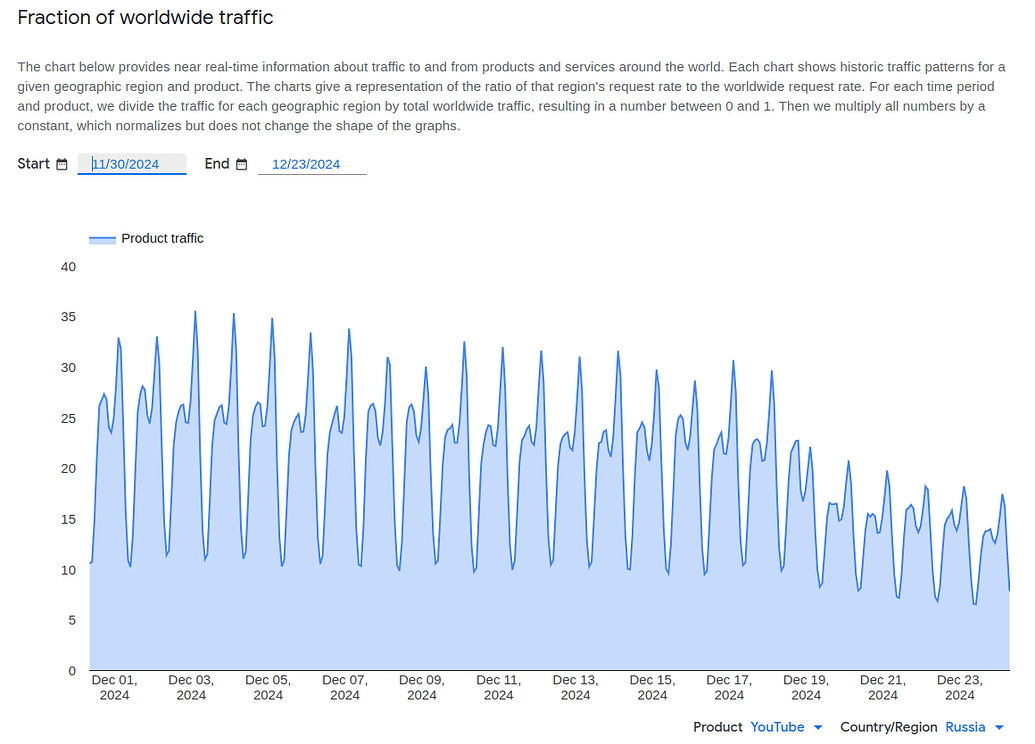 Fraction of worldwide traffic
The chart below provides near real-time information about traffic to and from products and services around the world. Each chart shows historic traffic patterns for a
given geographic region and product. The charts give a representation of the ratio of that region's request rate to the worldwide request rate. For each time period
and product, we divide the traffic for each geographic region by total worldwide traffic, resulting in a number between 0 and 1. Then we multiply all numbers by a
constant, which normalizes but does not change the shape of the graphs.
Start 11/30/2024 End 12/23/2024
Product traffic
40
35
30
25
20
15
10
5
0
Dec 01, Dec 03, Dec 05, Dec 07, Dec 09, Dec 11, Dec 13, Dec 15, Dec 17, Dec 19, Dec 21, Dec 23,
2024 2024 2024 2024 2024 2024 2024 2024 2024 2024 2024 2024
Product YouTube Country/Region Russia